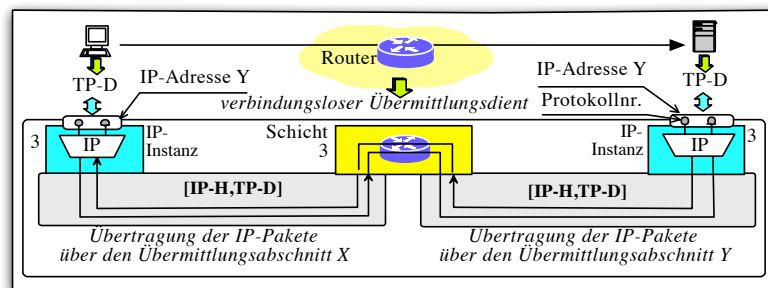 Router
TP-D
IP-Adresse Y
verbindungsloser Übermittlungsdient
IP-Adresse Y
TP-D
Protokollnr.
3
IP
IP-
Instanz
Schicht
3
IP-
Instanz
IP
3
[IP-H,TP-D]
[IP-H,TP-D]
Übertragung der IP-Pakete
über den Übermittlungsabschnitt X
Übertragung der IP-Pakete
über den Übermittlungsabschnitt Y